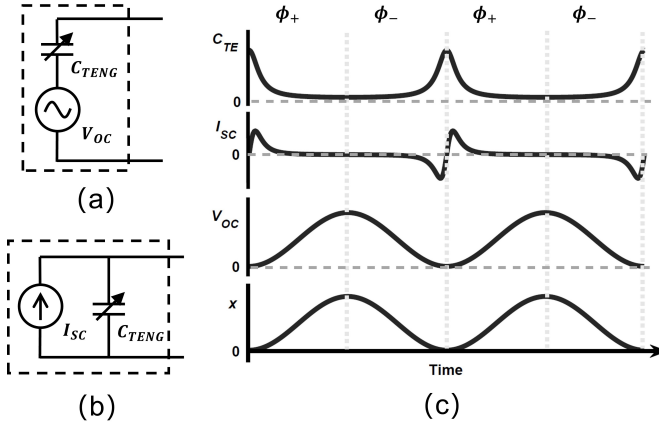 C_TENG
V_OC
(a)
I_SC
C_TENG
(b)
ϕ+ ϕ− ϕ+ ϕ−
C_TE
0
I_SC
0
V_OC
0
x
0
Time
(c)